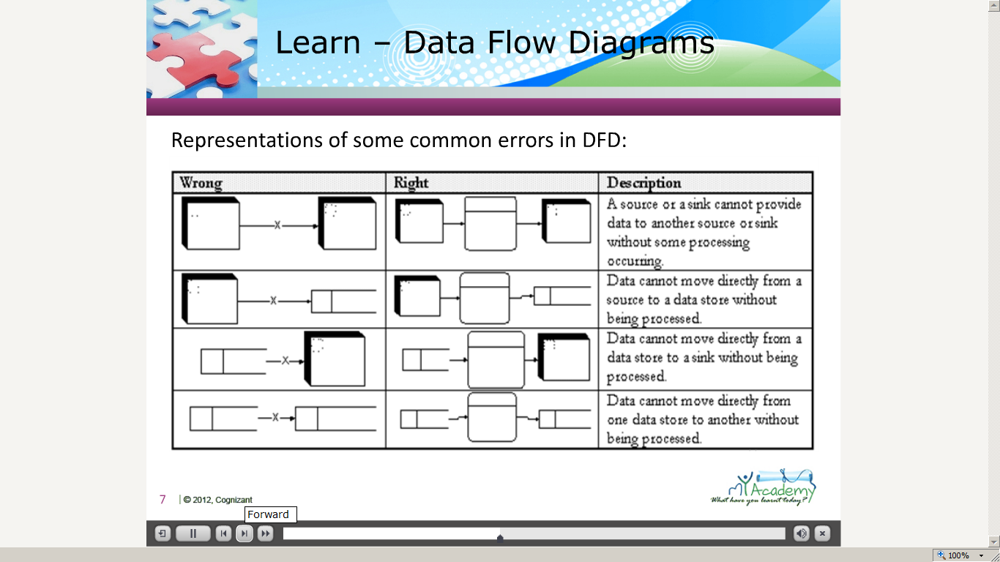 Learn – Data Flow Diagrams
Representations of some common errors in DFD:
Wrong
Right
Description
X
A source or a sink cannot provide
data to another source or sink
without some processing
occurring.
X
Data cannot move directly from a
source to a data store without
being processed.
X
Data cannot move directly from a
data store to a sink without being
processed.
X
Data cannot move directly from
one data store to another without
being processed.
myAcademy
What have you learnt today?
7 | © 2012, Cognizant
Forward
100%